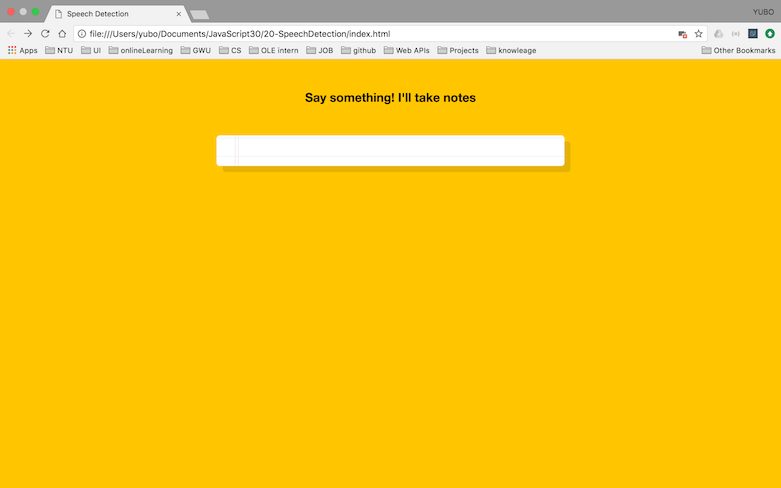 Speech Detection
YUBO
file:///Users/yubo/Documents/JavaScript30/20-SpeechDetection/index.html
Apps NTU UI onlineLearning GWU CS OLE intern JOB github Web APIs Projects knowleage Other Bookmarks
Say something! I'll take notes